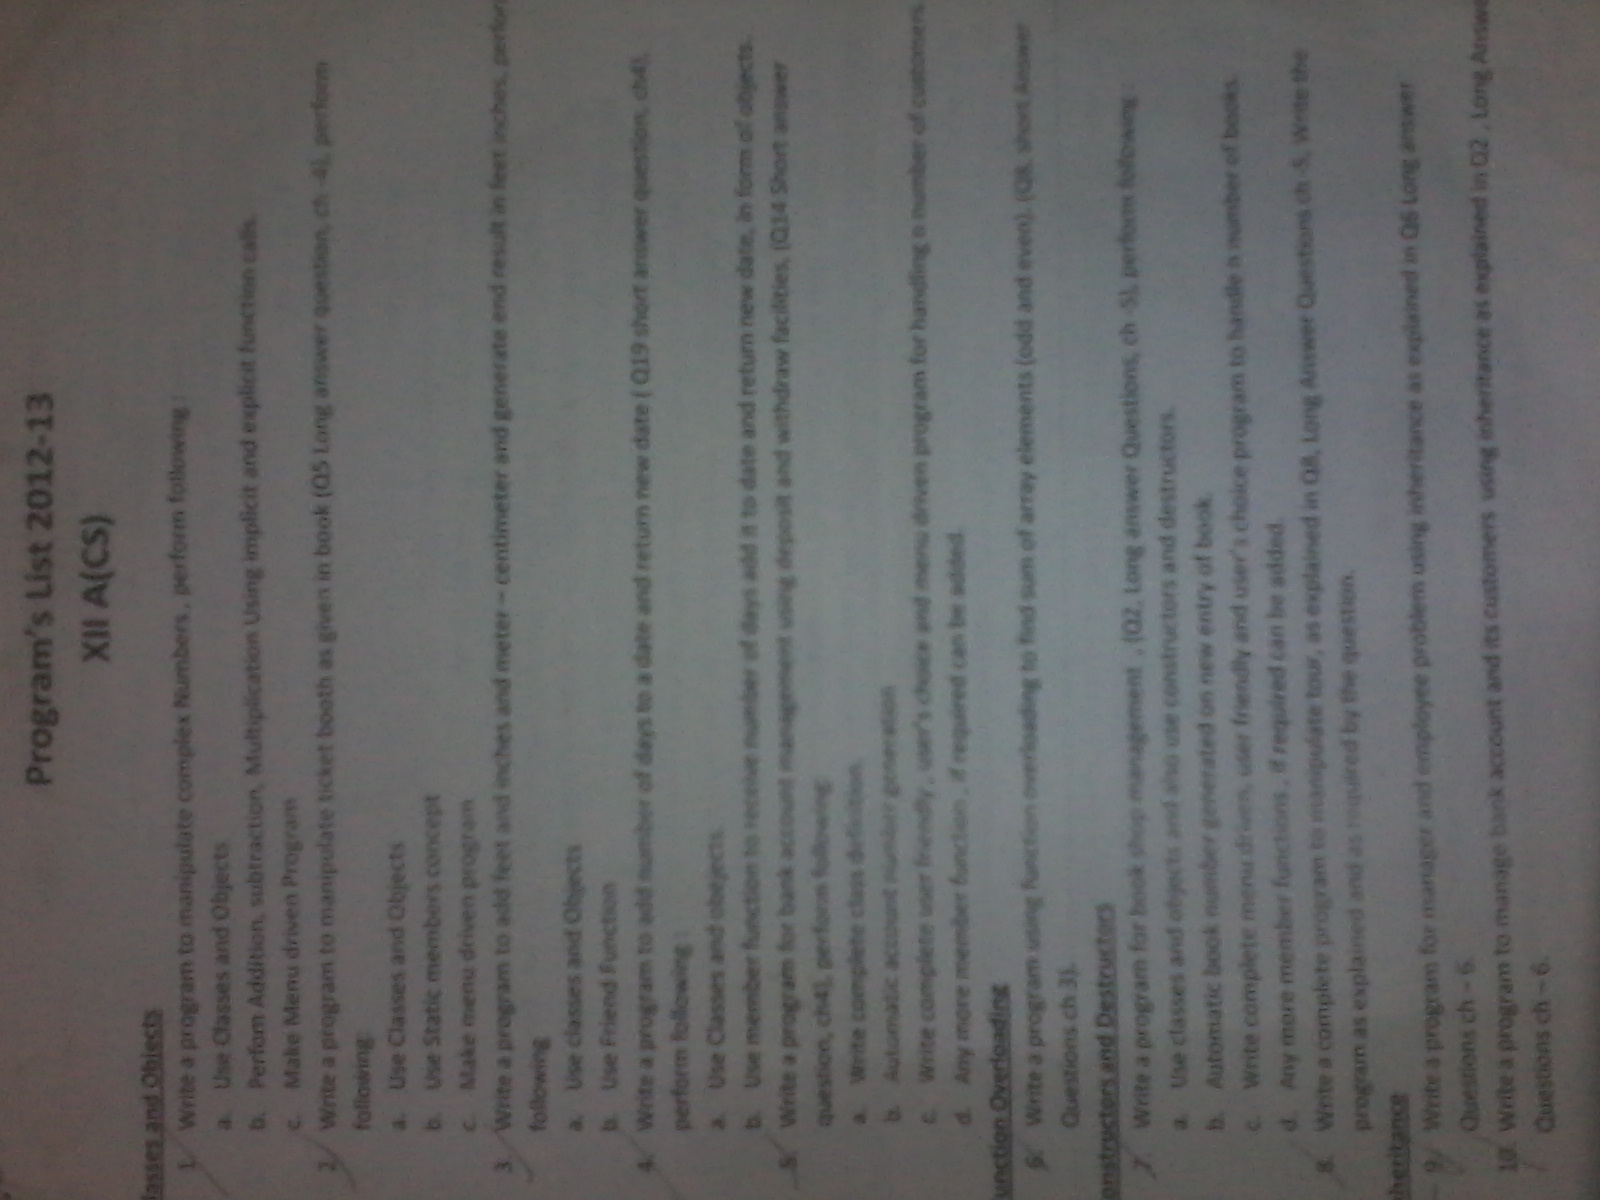 Program's List 2012-13
XII A(CS)
lasses and Objects
1. Write a program to manipulate complex Numbers , perform following :
a. Use Classes and Objects
b. Perfom Addition, subtraction, Multiplication Using implicit and explicit function calls.
c. Make Menu driven Program
2. Write a program to manipulate ticket booth as given in book (Q5 Long answer question, ch -4), perform
following:
a. Use Classes and Objects
b. Use Static members concept
c. Make menu driven program
3. Write a program to add feet and inches and meter – centimeter and generate end result in feet inches, perfor
following
a. Use classes and Objects
b. Use Friend Function
4. Write a program to add number of days to a date and return new date ( Q19 short answer question, ch4),
perform following :
a. Use Classes and obejects
b. Use member function to receive number of days add it to date and return new date, in form of objects.
5. Write a program for bank account management using deposit and withdraw facilities, (Q14 Short answer
question, ch4), perform following:
a. Write complete class definition.
b. Automatic account number generation
c. Write complete user friendly , user's choice and menu driven program for handling n number of customers
d. Any more member function , if required can be added.
unction Overloading
6. Write a program using function overloading to find sum of array elements (odd and even). (Q8, short Answer
Questions ch 3).
onstructors and Destructors
7. Write a program for book shop management , (Q2, Long answer Questions, ch -5), perform following :
a. Use classes and objects and also use constructors and destructors.
b. Automatic book number generated on new entry of book.
c. Write complete menu driven, user friendly and user's choice program to handle n number of books.
d. Any more member functions , if required can be added.
8. Write a complete program to manipulate tour, as explained in Q8, Long Answer Questions ch -5, Write the
program as explained and as required by the question.
heritance
9. Write a program for manager and employee problem using inheritance as explained in Q6 Long answer
Questions ch – 6.
10. Write a program to manage bank account and its customers using inheritance as explained in Q2 , Long Answe
Questions ch – 6.